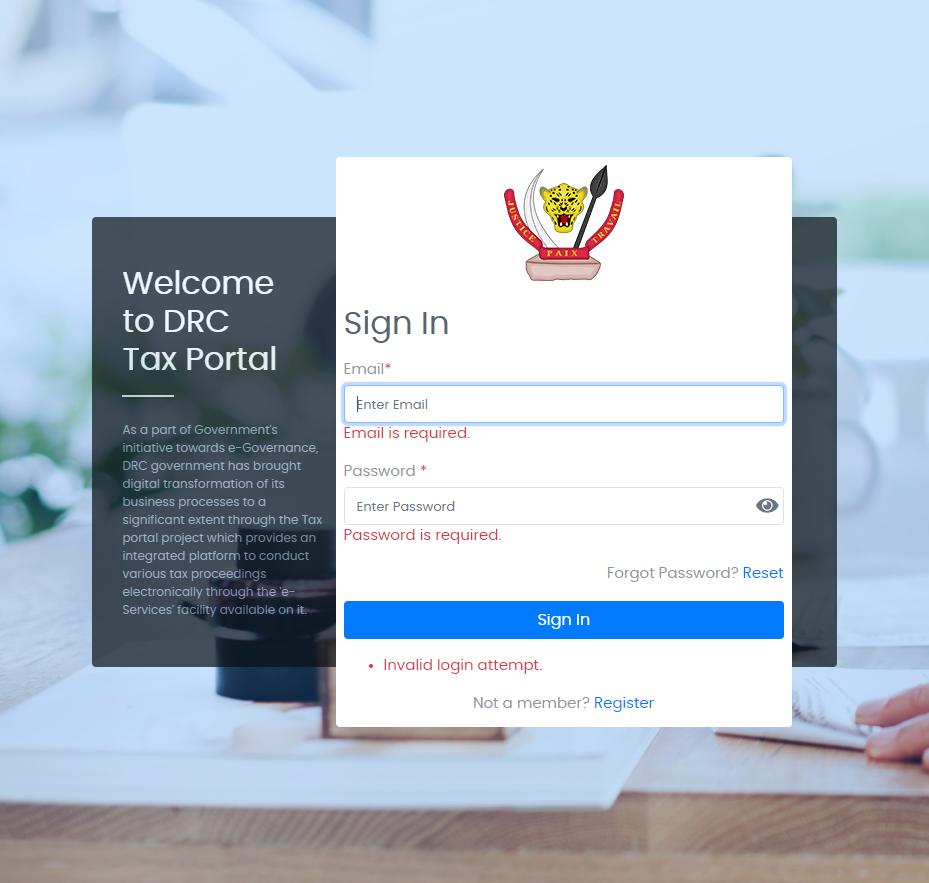 JUSTICE PAIX TRAVAIL
Welcome
to DRC
Tax Portal
As a part of Government's
initiative towards e-Governance,
DRC government has brought
digital transformation of its
business processes to a
significant extent through the Tax
portal project which provides an
integrated platform to conduct
various tax proceedings
electronically through the 'e-
Services' facility available on it.
Sign In
Email*
Enter Email
Email is required.
Password *
Enter Password
Password is required.
Forgot Password? Reset
Sign In
• Invalid login attempt.
Not a member? Register